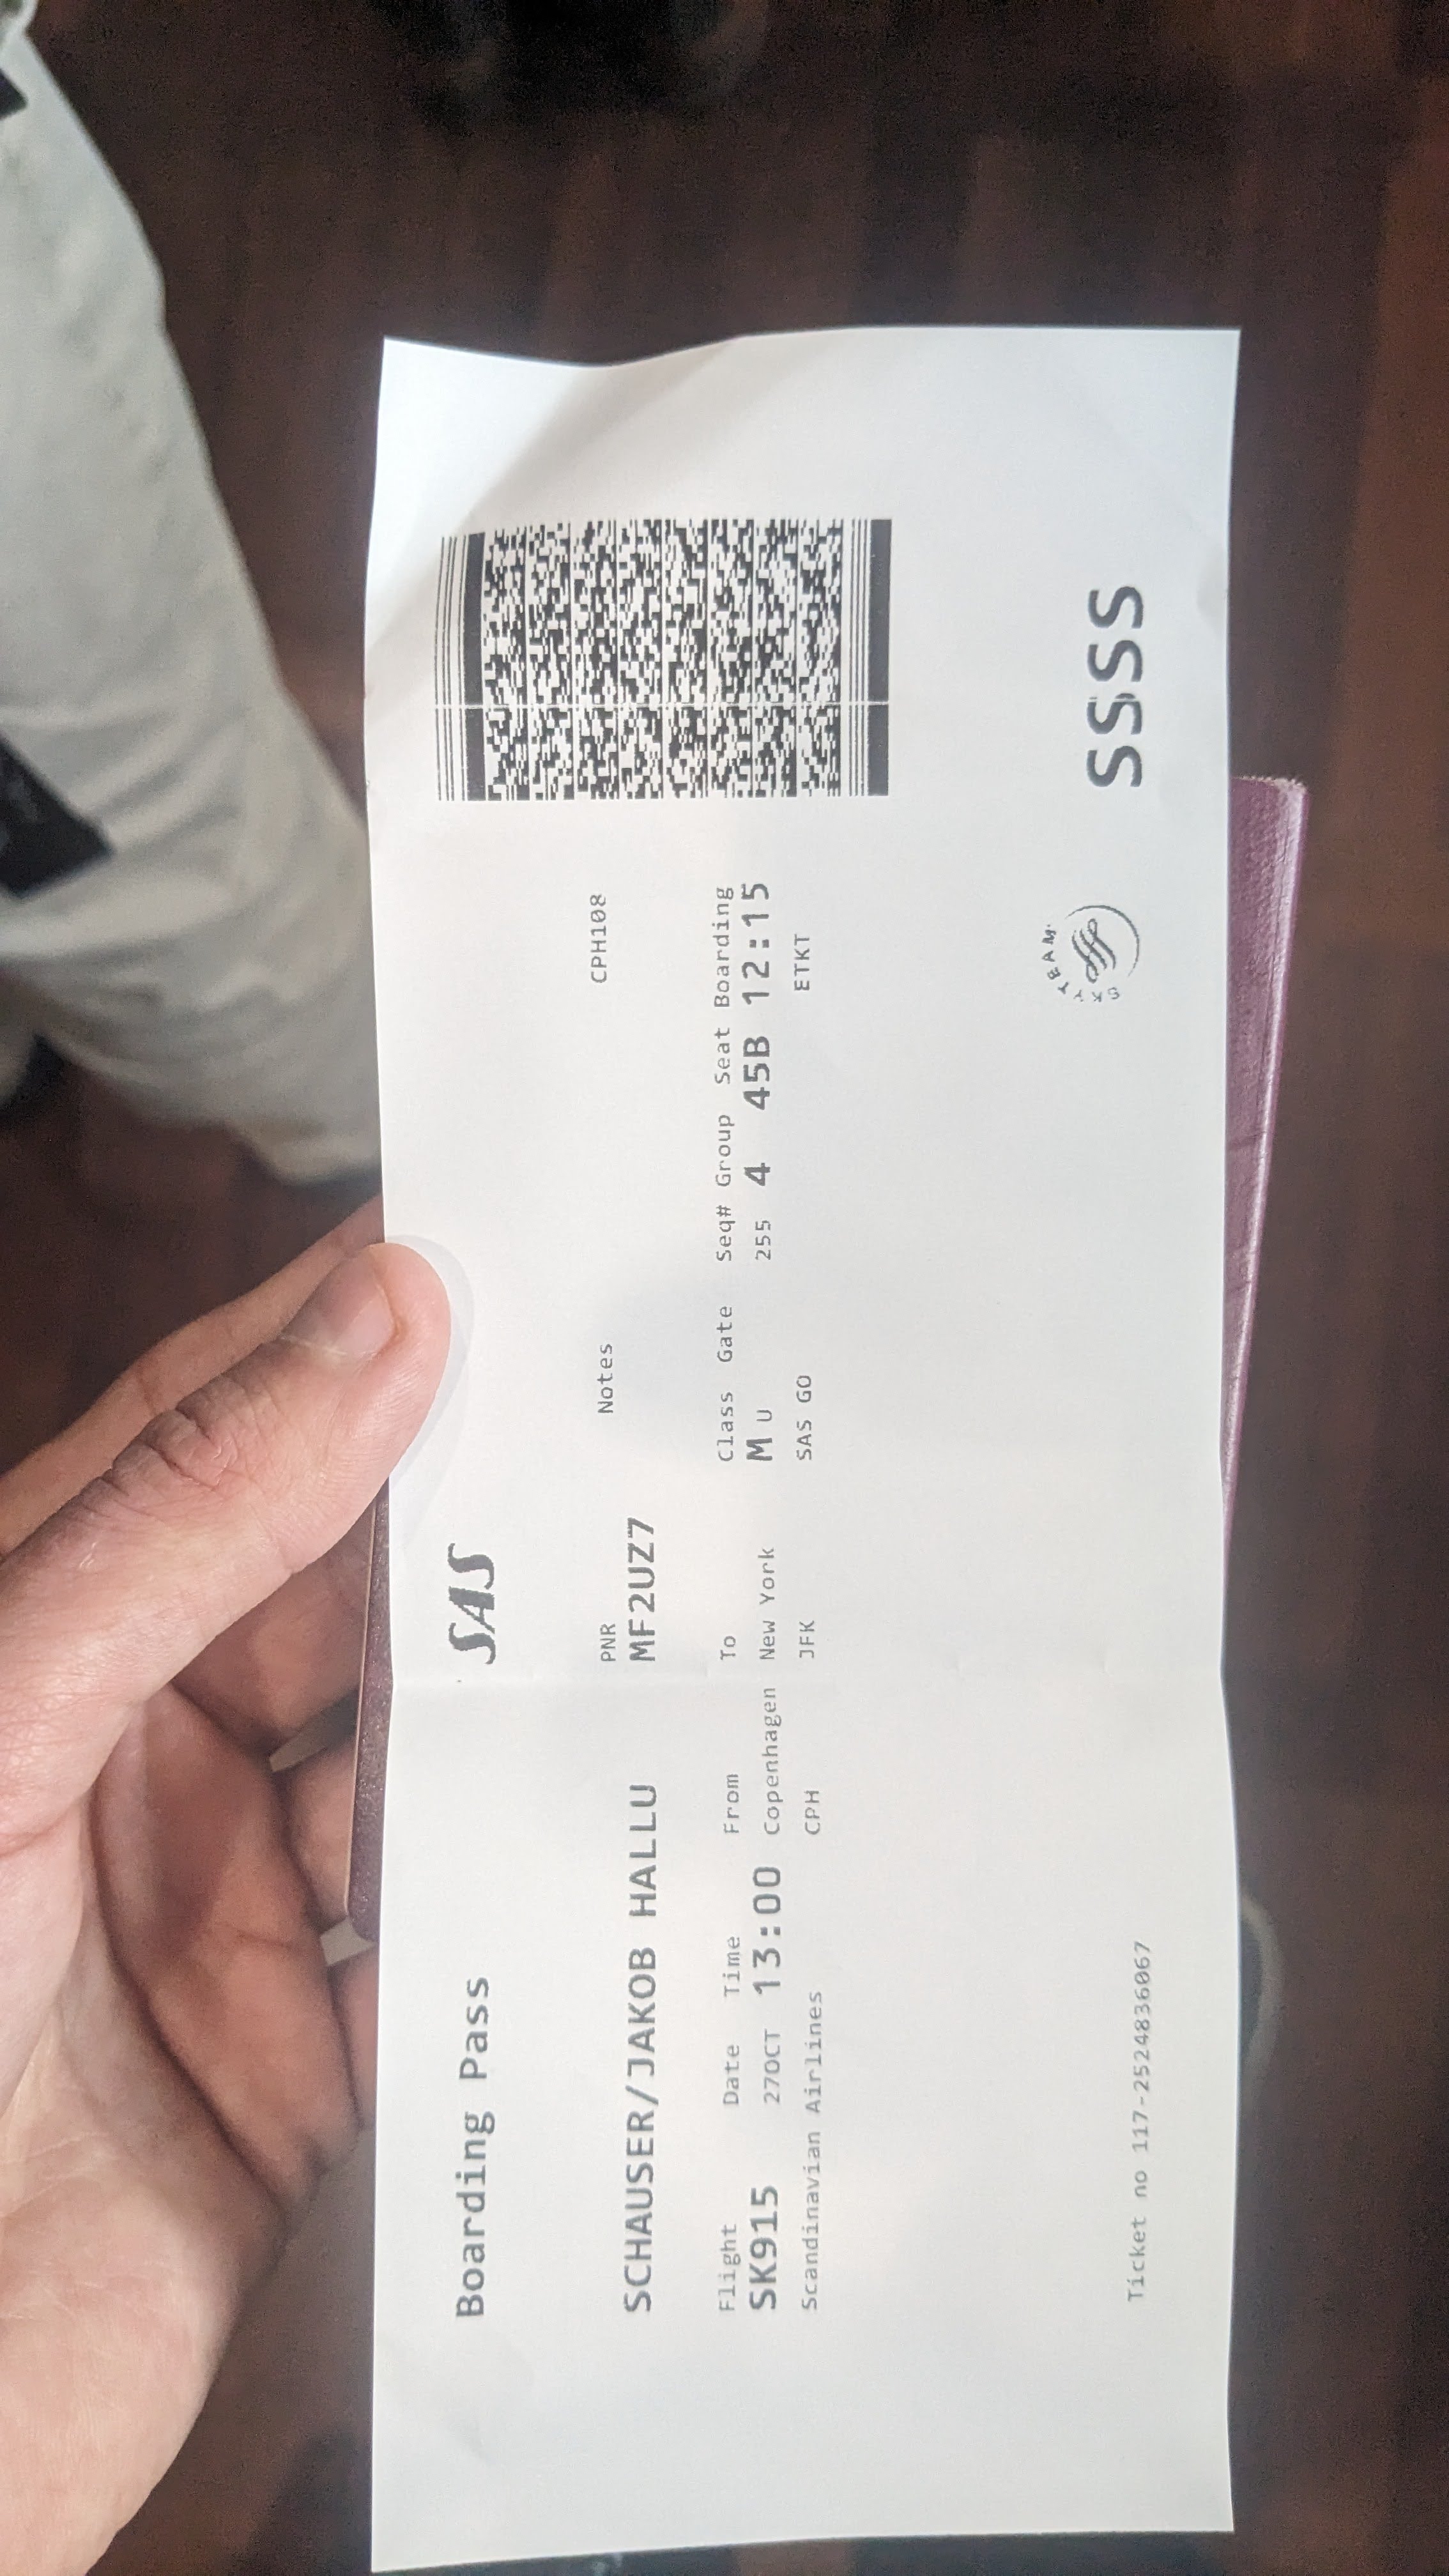 Boarding Pass SAS
SCHAUSER/JAKOB HALLU PNR MF2UZ7 Notes CPH108
Flight Date Time From To Class Gate Seq# Group Seat Boarding
SK915 27OCT 13:00 Copenhagen New York M U 255 4 45B 12:15
Scandinavian Airlines CPH JFK SAS GO ETKT
SKYTEAM
Ticket no 117-2524836067 SSSS